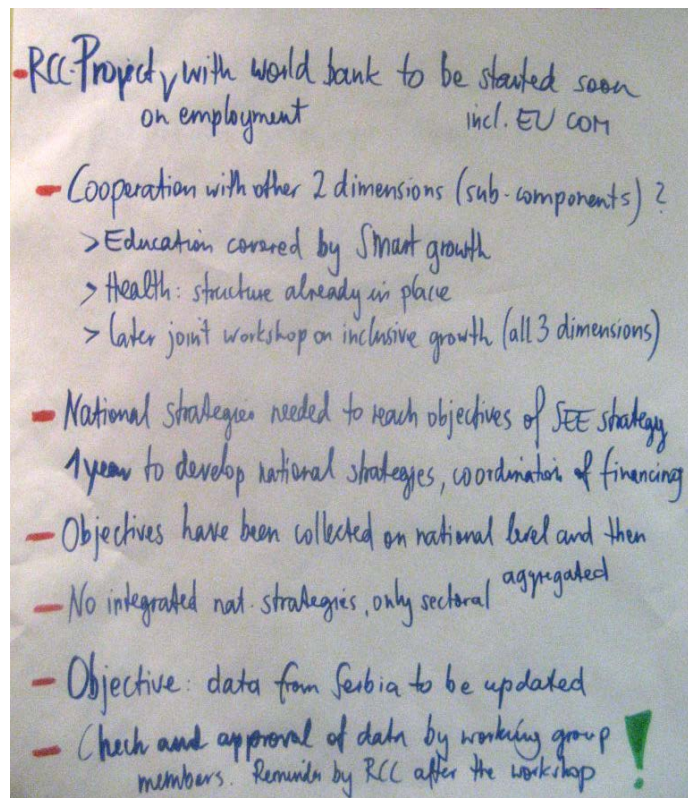 - RCC-Project √ with world bank to be started soon
on employment incl. EU COM
- Cooperation with other 2 dimensions (sub-components) ?
> Education covered by Smart growth
> Health: structure already in place
> Later joint workshop on inclusive growth (all 3 dimensions)
- National strategies needed to reach objectives of SEE strategy
1 year to develop national strategies, coordination of financing
- Objectives have been collected on national level and then
aggregated
- No integrated nat. strategies, only sectoral
- Objective: data from Serbia to be updated
- Check and approval of data by working group
members. Reminder by RCC after the workshop !